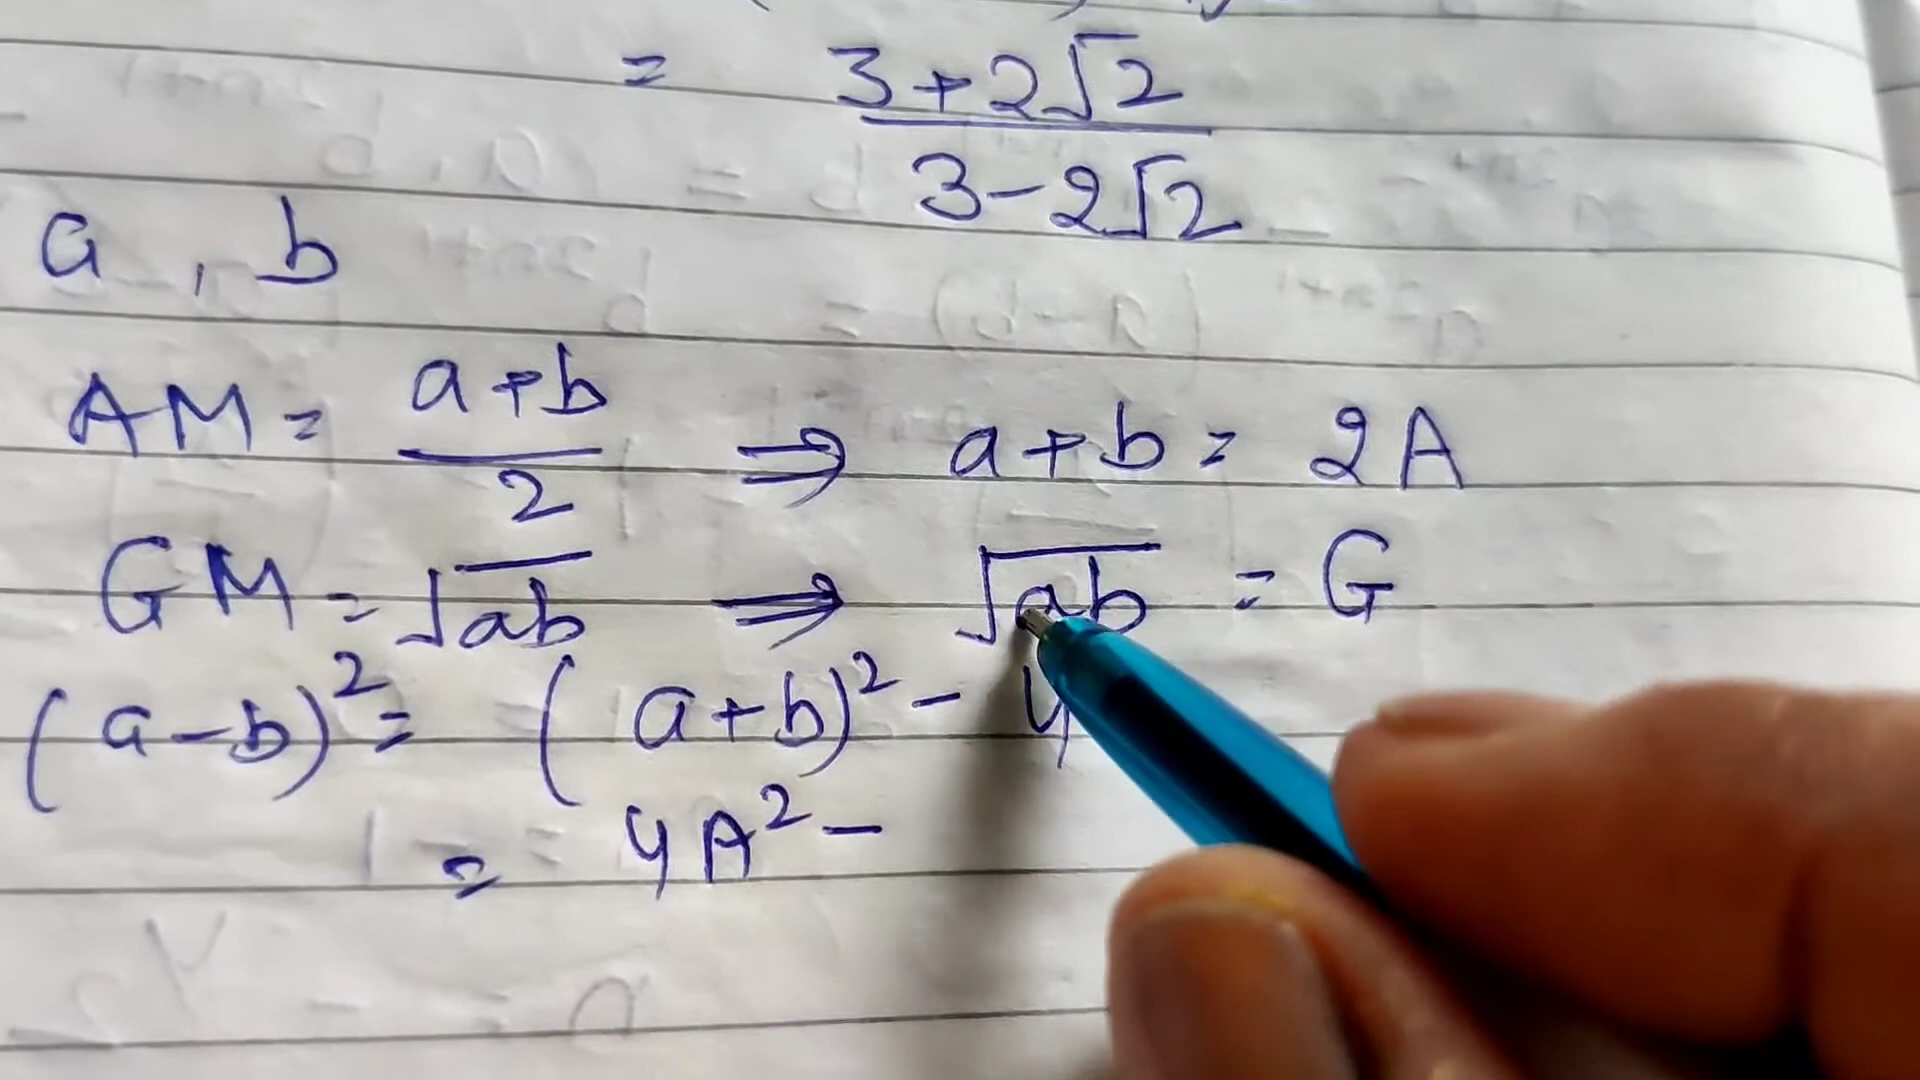 = 3+2√2 / 3-2√2
a, b
AM = a+b / 2 ⇒ a+b = 2A
GM = √ab ⇒ √ab = G
(a-b)² = (a+b)² - 4
= 4A² -